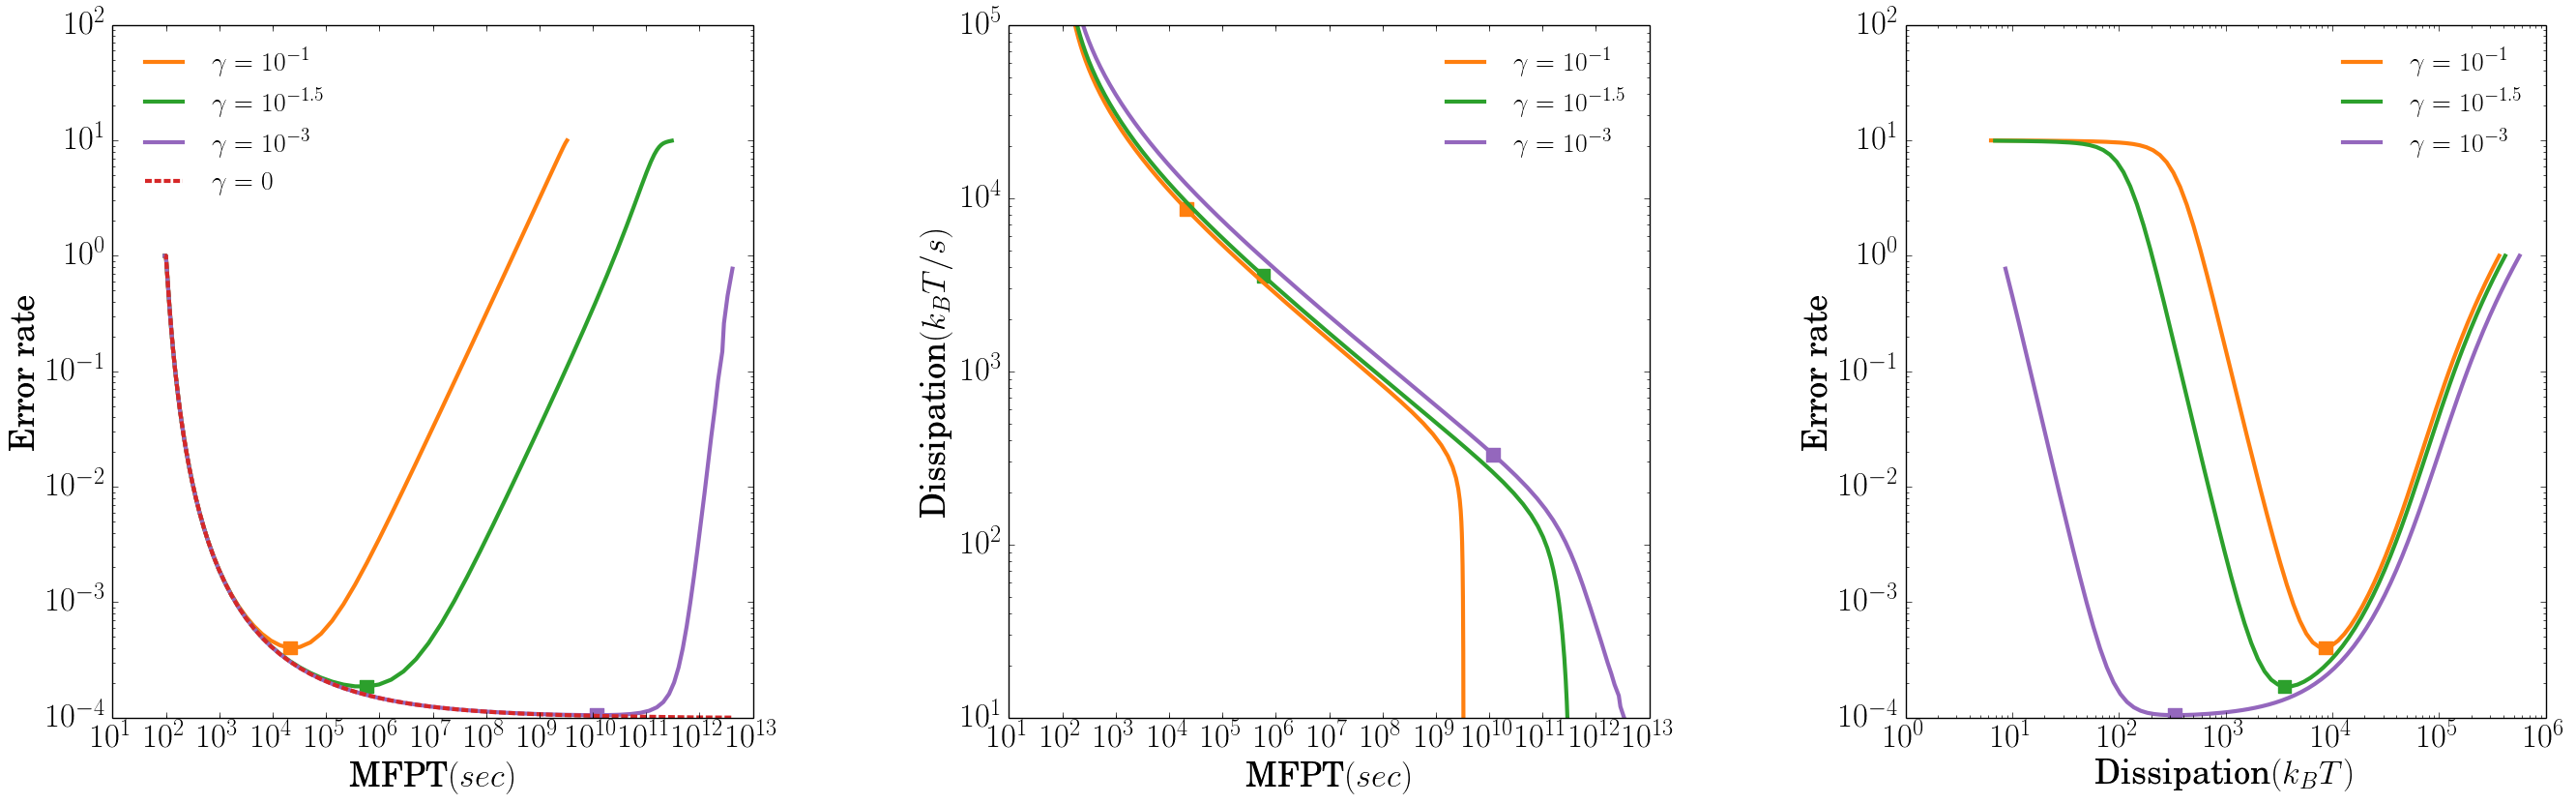 Error rate
10^2
10^1
10^0
10^-1
10^-2
10^-3
10^-4
γ = 10^-1
γ = 10^-1.5
γ = 10^-3
γ = 0
10^1 10^2 10^3 10^4 10^5 10^6 10^7 10^8 10^9 10^10 10^11 10^12 10^13
MFPT(sec)
Dissipation(k_BT/s)
10^5
10^4
10^3
10^2
10^1
γ = 10^-1
γ = 10^-1.5
γ = 10^-3
10^1 10^2 10^3 10^4 10^5 10^6 10^7 10^8 10^9 10^10 10^11 10^12 10^13
MFPT(sec)
Error rate
10^2
10^1
10^0
10^-1
10^-2
10^-3
10^-4
γ = 10^-1
γ = 10^-1.5
γ = 10^-3
10^0 10^1 10^2 10^3 10^4 10^5 10^6
Dissipation(k_BT)